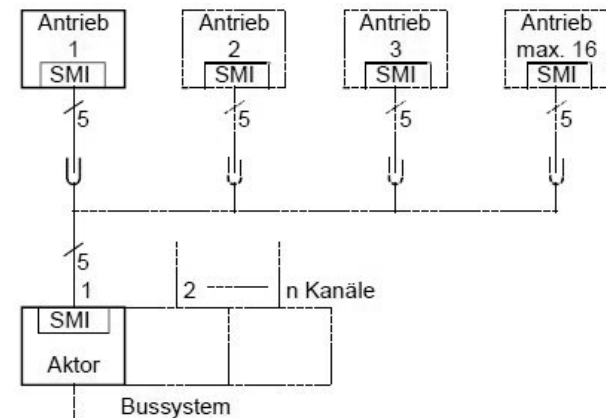 Antrieb
1
SMI
Antrieb
2
SMI
Antrieb
3
SMI
Antrieb
max. 16
SMI
5
5
5
5
5
1
2
n Kanäle
SMI
Aktor
Bussystem